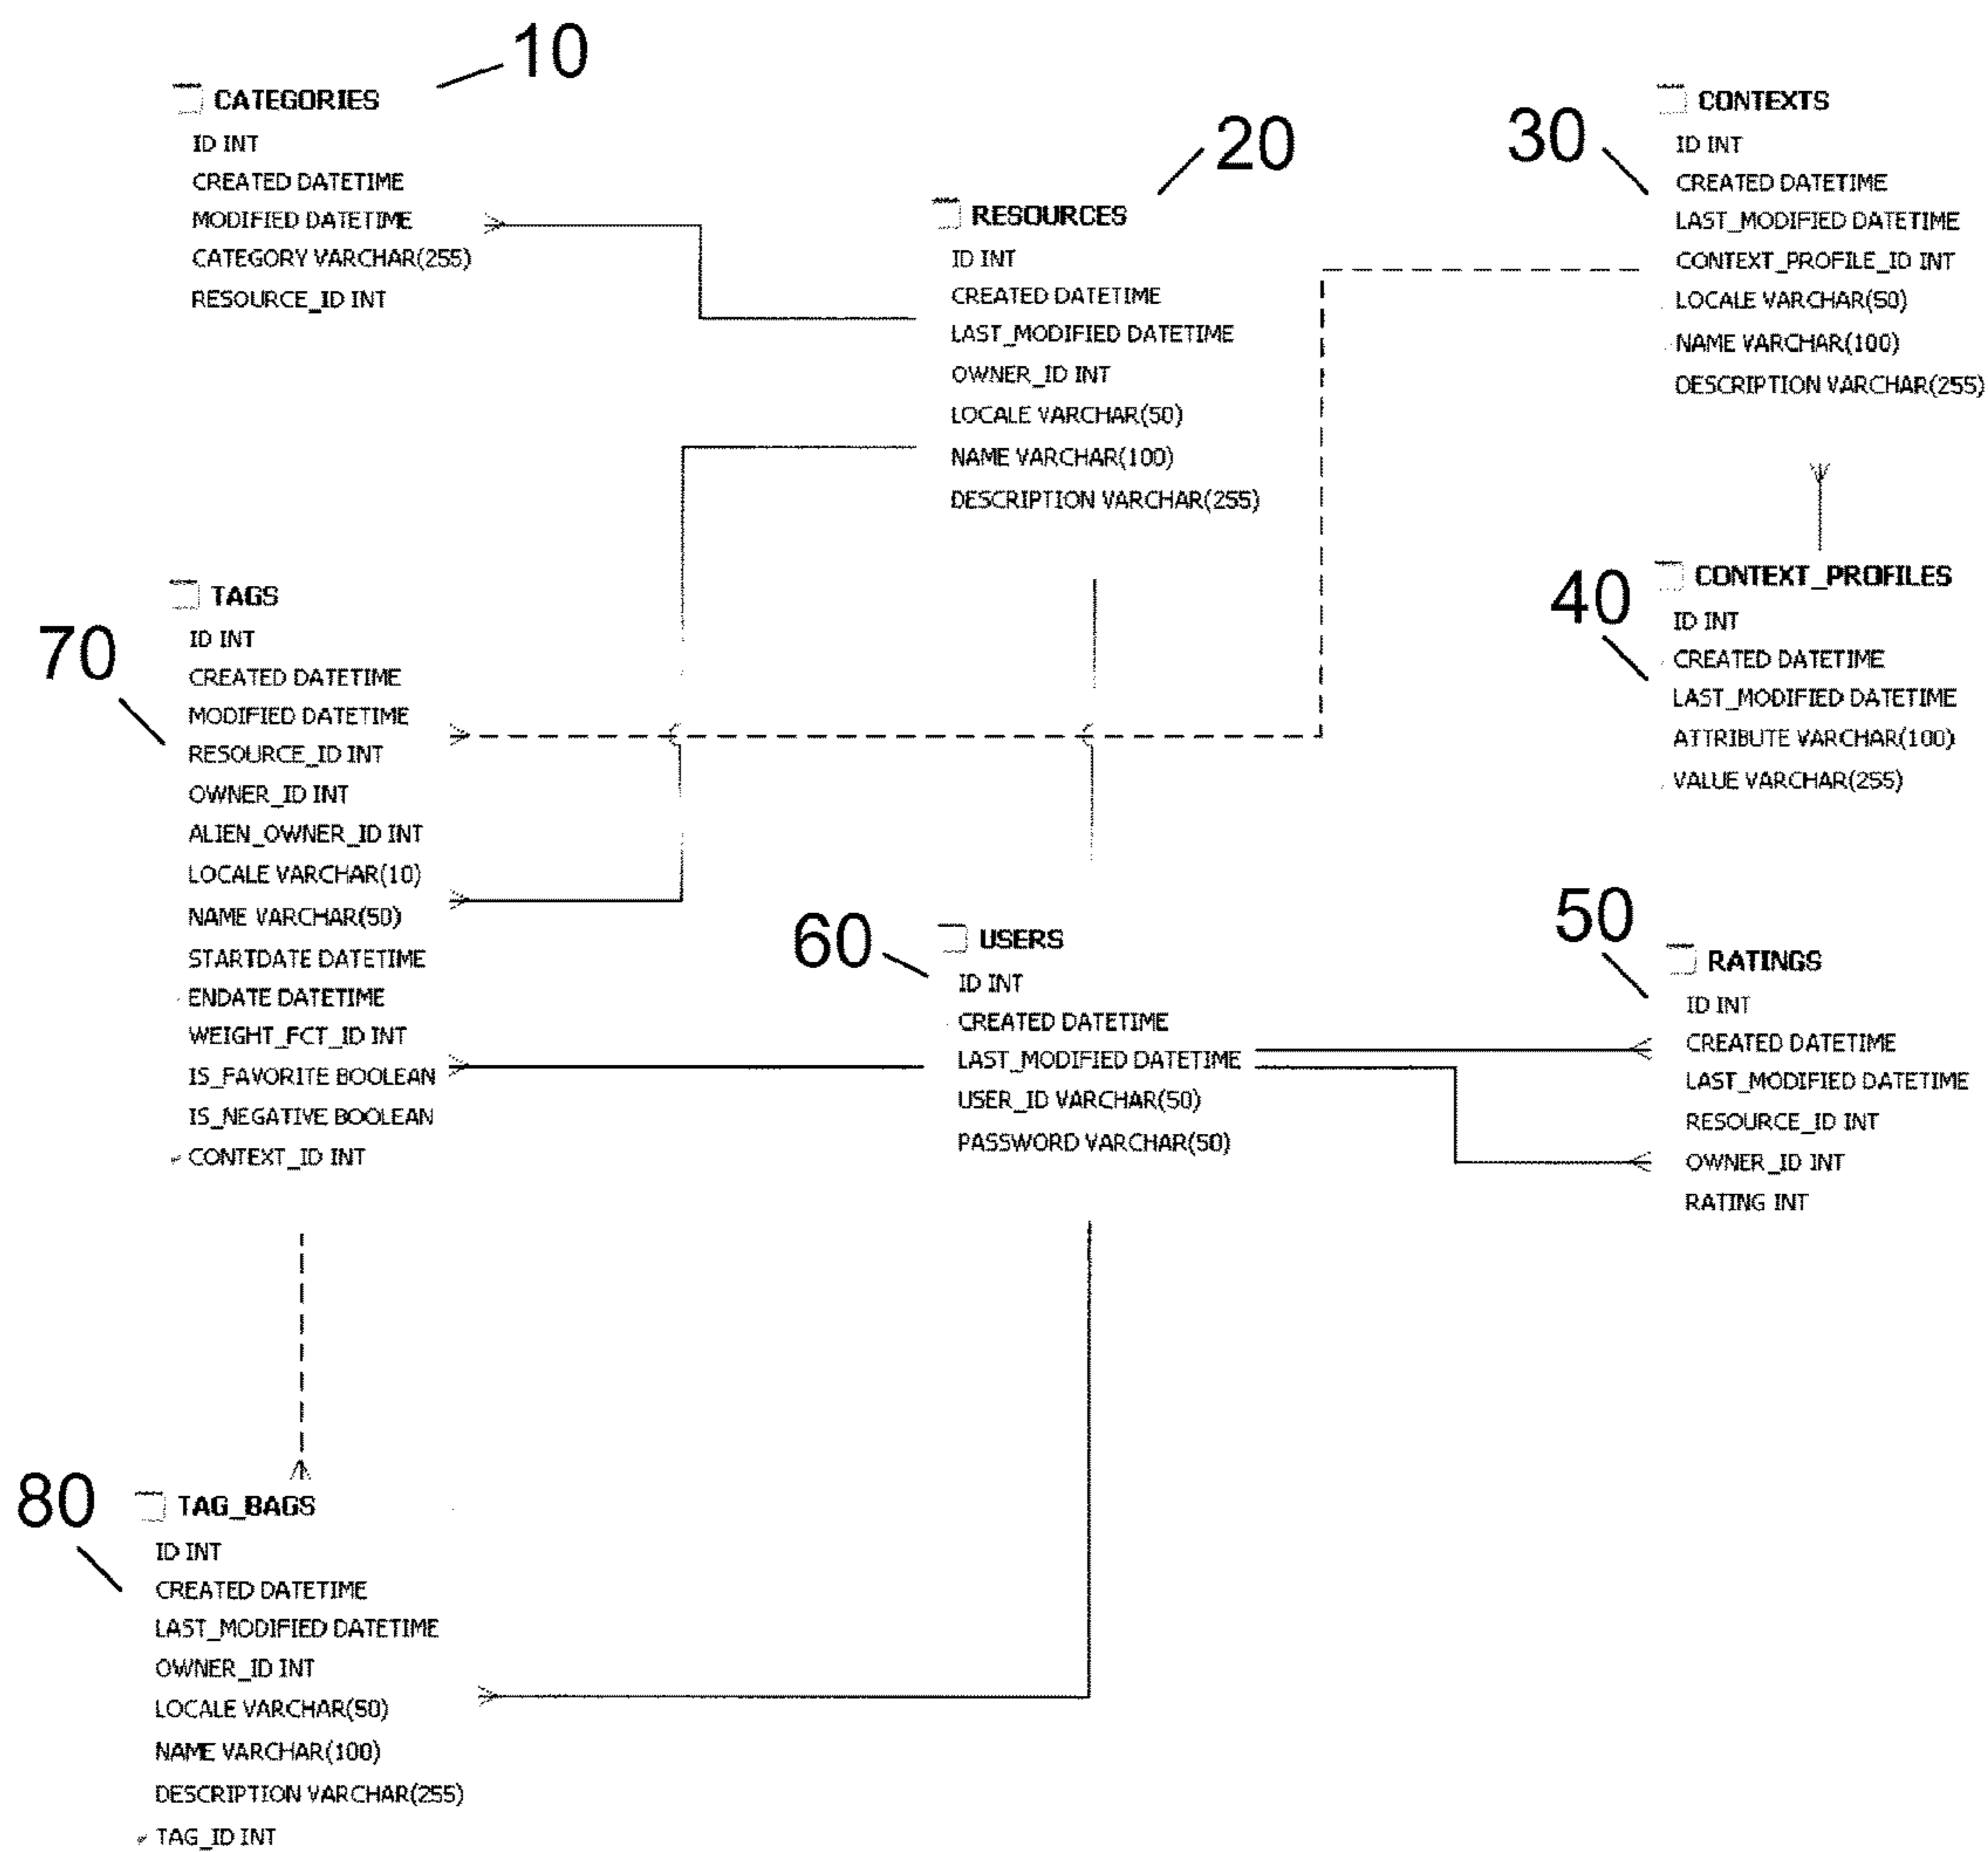 10
CATEGORIES
ID INT
CREATED DATETIME
MODIFIED DATETIME
CATEGORY VARCHAR(255)
RESOURCE_ID INT
20
RESOURCES
ID INT
CREATED DATETIME
LAST_MODIFIED DATETIME
OWNER_ID INT
LOCALE VARCHAR(50)
NAME VARCHAR(100)
DESCRIPTION VARCHAR(255)
30
CONTEXTS
ID INT
CREATED DATETIME
LAST_MODIFIED DATETIME
CONTEXT_PROFILE_ID INT
LOCALE VARCHAR(50)
NAME VARCHAR(100)
DESCRIPTION VARCHAR(255)
40
CONTEXT_PROFILES
ID INT
CREATED DATETIME
LAST_MODIFIED DATETIME
ATTRIBUTE VARCHAR(100)
VALUE VARCHAR(255)
70
TAGS
ID INT
CREATED DATETIME
MODIFIED DATETIME
RESOURCE_ID INT
OWNER_ID INT
ALIEN_OWNER_ID INT
LOCALE VARCHAR(10)
NAME VARCHAR(50)
STARTDATE DATETIME
ENDATE DATETIME
WEIGHT_FCT_ID INT
IS_FAVORITE BOOLEAN
IS_NEGATIVE BOOLEAN
CONTEXT_ID INT
60
USERS
ID INT
CREATED DATETIME
LAST_MODIFIED DATETIME
USER_ID VARCHAR(50)
PASSWORD VARCHAR(50)
50
RATINGS
ID INT
CREATED DATETIME
LAST_MODIFIED DATETIME
RESOURCE_ID INT
OWNER_ID INT
RATING INT
80
TAG_BAGS
ID INT
CREATED DATETIME
LAST_MODIFIED DATETIME
OWNER_ID INT
LOCALE VARCHAR(50)
NAME VARCHAR(100)
DESCRIPTION VARCHAR(255)
TAG_ID INT